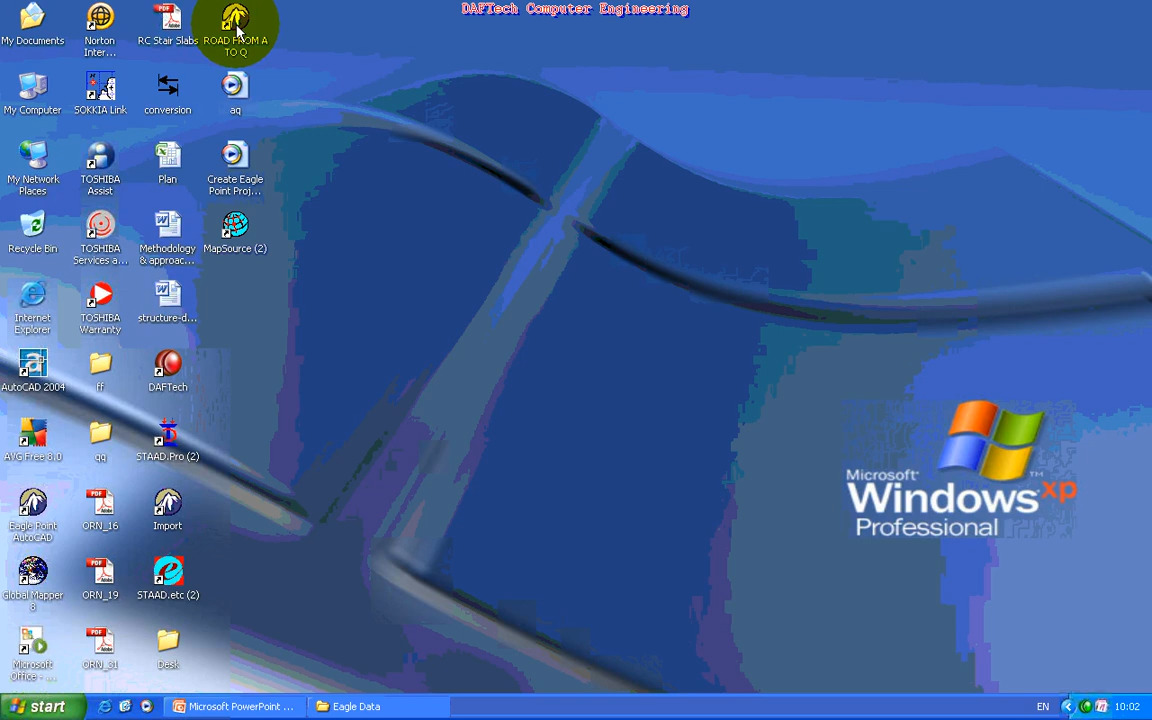 DAFTech Computer Engineering
My Documents
Norton
Inter...
RC Stair Slabs
ROAD FROM A
TO Q
My Computer
SOKKIA Link
conversion
aq
My Network
Places
TOSHIBA
Assist
Plan
Create Eagle
Point Proj...
Recycle Bin
TOSHIBA
Services a...
Methodology
& approac...
MapSource (2)
Internet
Explorer
TOSHIBA
Warranty
structure-d...
AutoCAD 2004
ff
DAFTech
AVG Free 8.0
qq
STAAD.Pro (2)
Eagle Point
AutoCAD
ORN_16
Import
Global Mapper
8
ORN_19
STAAD.etc (2)
Microsoft
Office - ...
ORN_31
Desk
Microsoft®
Windows xp
Professional
start
Microsoft PowerPoint ...
Eagle Data
EN
10:02